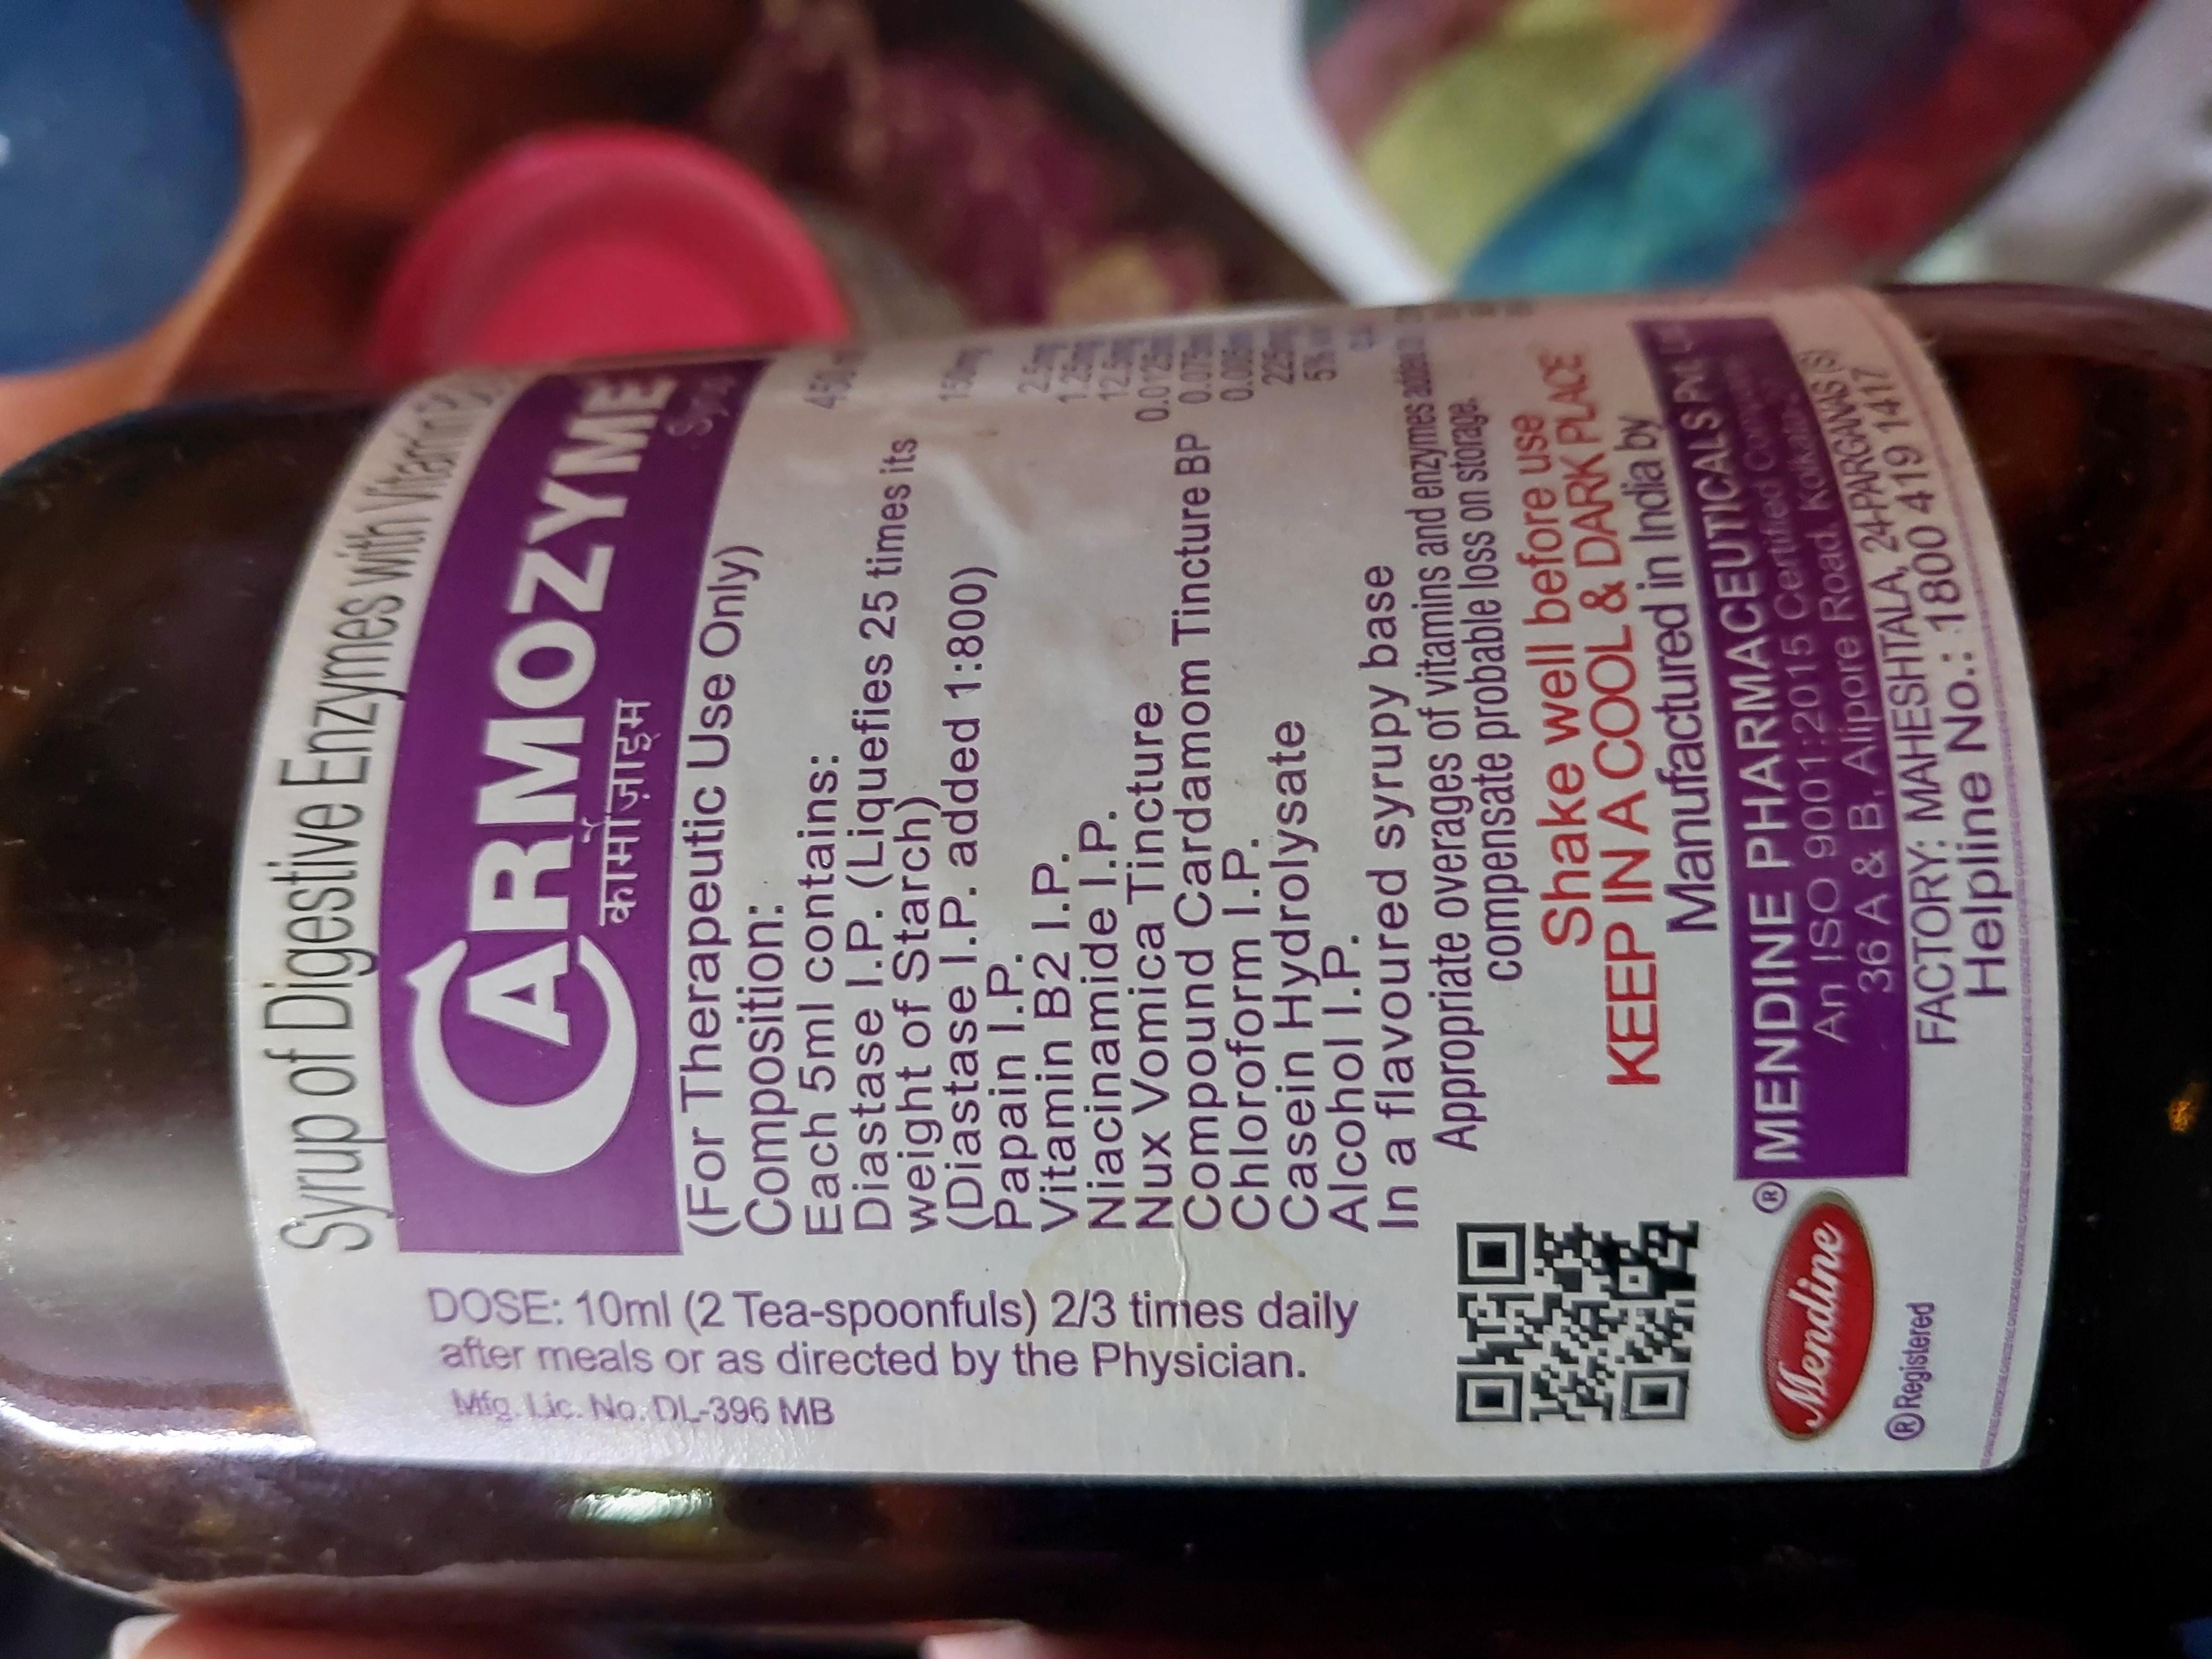 Syrup of Digestive Enzymes with Vitamin
CARMOZYME
कार्मोज़ाइम
Syrup
(For Therapeutic Use Only)
Composition:
Each 5ml contains:
Diastase I.P. (Liquefies 25 times its
weight of Starch)
(Diastase I.P. added 1:800)
Papain I.P.
Vitamin B2 I.P.
Niacinamide I.P.
Nux Vomica Tincture
Compound Cardamom Tincture BP
Chloroform I.P.
Casein Hydrolysate
Alcohol I.P.
In a flavoured syrupy base
150mg
2.5mg
5%
Appropriate overages of vitamins and enzymes added
compensate probable loss on storage.
Shake well before use
KEEP IN A COOL & DARK PLACE
Manufactured in India by
MENDINE PHARMACEUTICALS Pvt.
An ISO 9001:2015 Certified Company
36 A & B, Alipore Road, Kolkata
FACTORY: MAHESHTALA, 24-PARGANAS (S)
Helpline No.: 1800 419 1417
DOSE: 10ml (2 Tea-spoonfuls) 2/3 times daily
after meals or as directed by the Physician.
Mfg. Lic. No. DL-396 MB
Mendine
®
® Registered